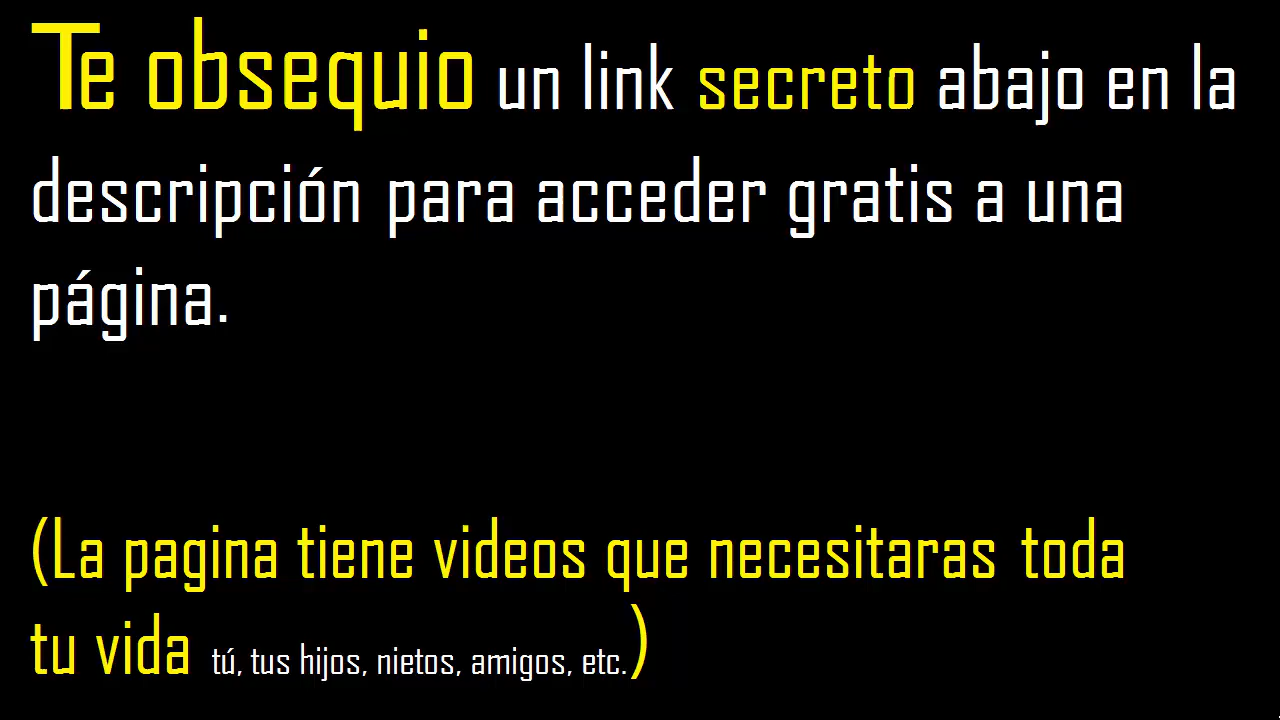 Te obsequio un link secreto abajo en la
descripción para acceder gratis a una
página.
(La pagina tiene videos que necesitaras toda
tu vida tú, tus hijos, nietos, amigos, etc.)